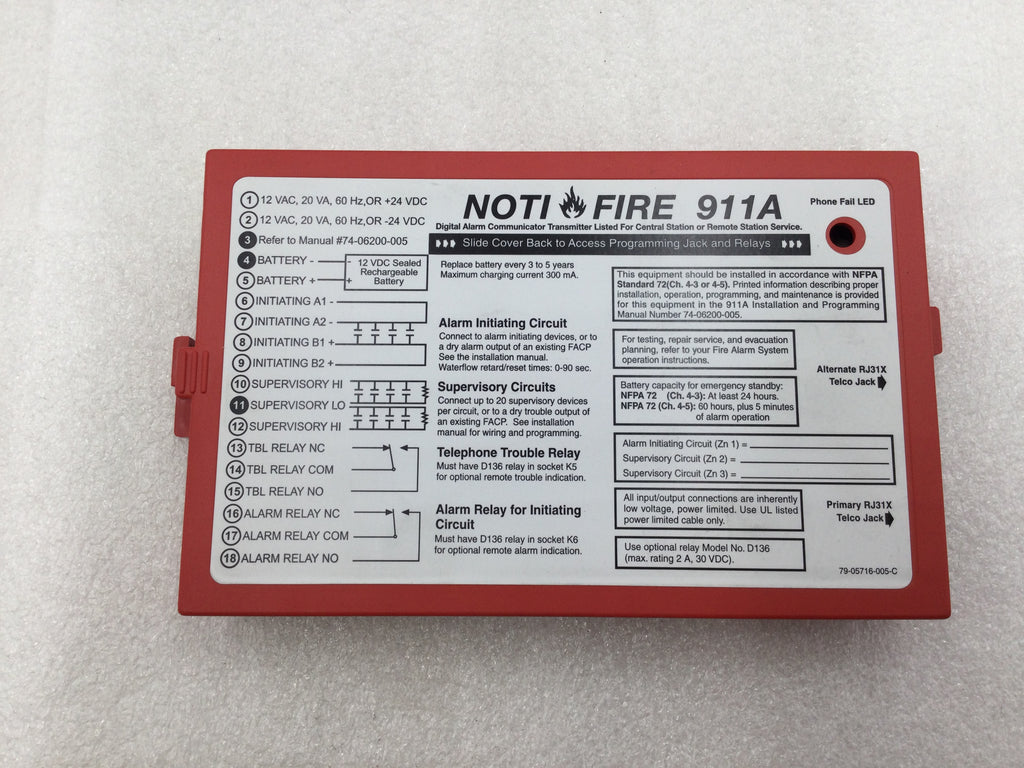 NOTI FIRE 911A
Digital Alarm Communicator Transmitter Listed For Central Station or Remote Station Service.
Slide Cover Back to Access Programming Jack and Relays
Phone Fail LED
1 12 VAC, 20 VA, 60 Hz,OR +24 VDC
2 12 VAC, 20 VA, 60 Hz,OR -24 VDC
3 Refer to Manual #74-06200-005
4 BATTERY -
5 BATTERY +
- 12 VDC Sealed
Rechargeable
+ Battery
6 INITIATING A1 -
7 INITIATING A2 -
8 INITIATING B1 +
9 INITIATING B2 +
10 SUPERVISORY HI
11 SUPERVISORY LO
12 SUPERVISORY HI
13 TBL RELAY NC
14 TBL RELAY COM
15 TBL RELAY NO
16 ALARM RELAY NC
17 ALARM RELAY COM
18 ALARM RELAY NO
Replace battery every 3 to 5 years
Maximum charging current 300 mA.
Alarm Initiating Circuit
Connect to alarm initiating devices, or to
a dry alarm output of an existing FACP
See the installation manual.
Waterflow retard/reset times: 0-90 sec.
Supervisory Circuits
Connect up to 20 supervisory devices
per circuit, or to a dry trouble output of
an existing FACP. See installation
manual for wiring and programming.
Telephone Trouble Relay
Must have D136 relay in socket K5
for optional remote trouble indication.
Alarm Relay for Initiating
Circuit
Must have D136 relay in socket K6
for optional remote alarm indication.
This equipment should be installed in accordance with NFPA
Standard 72(Ch. 4-3 or 4-5). Printed information describing proper
installation, operation, programming, and maintenance is provided
for this equipment in the 911A Installation and Programming
Manual Number 74-06200-005.
For testing, repair service, and evacuation
planning, refer to your Fire Alarm System
operation instructions.
Battery capacity for emergency standby:
NFPA 72 (Ch. 4-3): At least 24 hours.
NFPA 72 (Ch. 4-5): 60 hours, plus 5 minutes
of alarm operation
Alarm Initiating Circuit (Zn 1) =
Supervisory Circuit (Zn 2) =
Supervisory Circuit (Zn 3) =
All input/output connections are inherently
low voltage, power limited. Use UL listed
power limited cable only.
Use optional relay Model No. D136
(max. rating 2 A, 30 VDC).
Alternate RJ31X
Telco Jack
Primary RJ31X
Telco Jack
79-05716-005-C